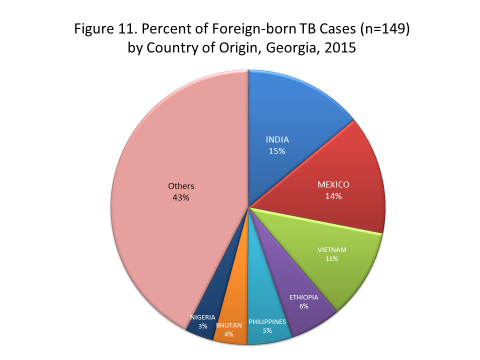 Figure 11. Percent of Foreign-born TB Cases (n=149)
by Country of Origin, Georgia, 2015
INDIA
15%
MEXICO
14%
VIETNAM
11%
ETHIOPIA
6%
PHILIPPINES
5%
BHUTAN
4%
NIGERIA
3%
Others
43%